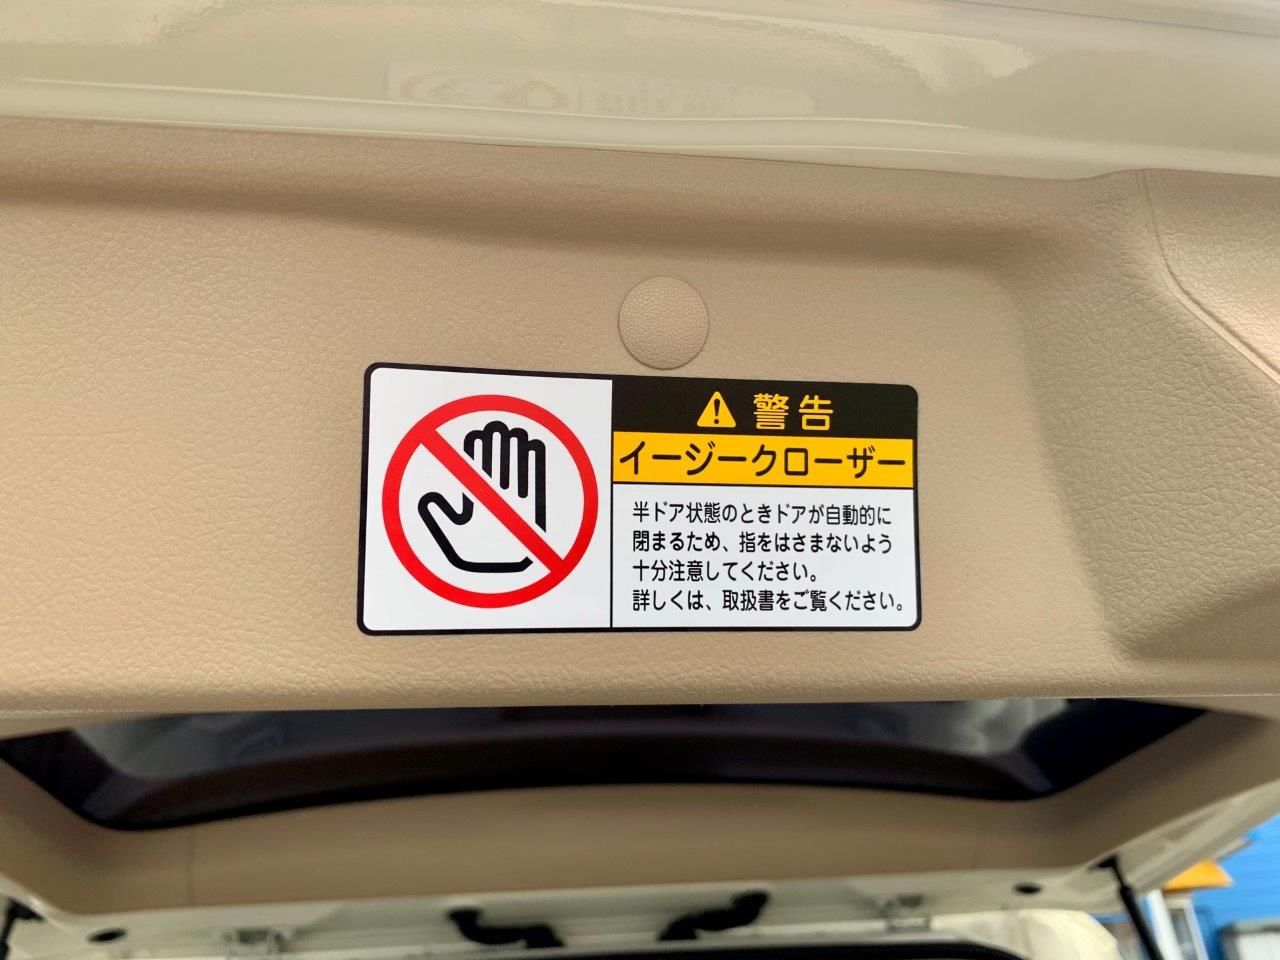 警告
イージークローザー
半ドア状態のときドアが自動的に
閉まるため、指をはさまないよう
十分注意してください。
詳しくは、取扱書をご覧ください。